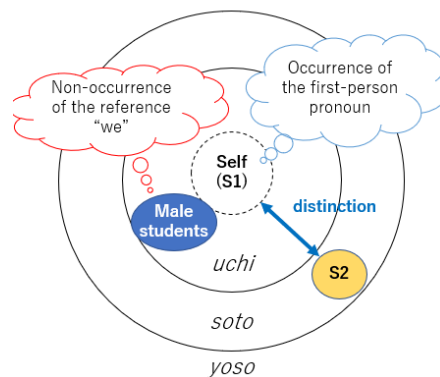 Non-occurrence
of the reference
“we”
Occurrence of
the first-person
pronoun
Self
(S1)
Male
students
distinction
S2
uchi
soto
yoso